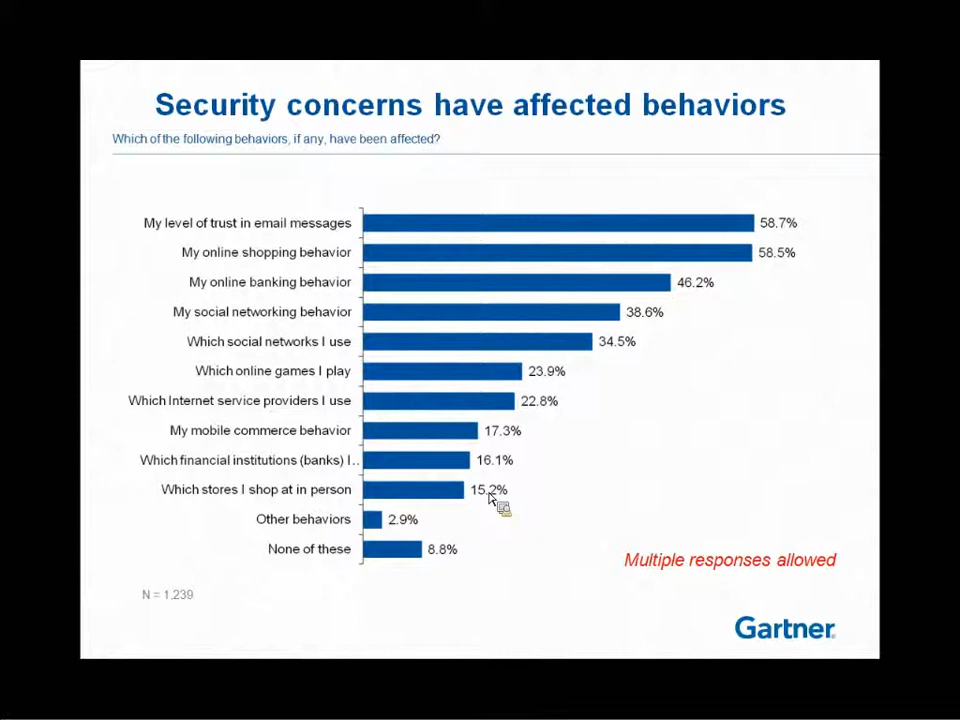 Security concerns have affected behaviors
Which of the following behaviors, if any, have been affected?
My level of trust in email messages 58.7%
My online shopping behavior 58.5%
My online banking behavior 46.2%
My social networking behavior 38.6%
Which social networks I use 34.5%
Which online games I play 23.9%
Which Internet service providers I use 22.8%
My mobile commerce behavior 17.3%
Which financial institutions (banks) I.. 16.1%
Which stores I shop at in person 15.2%
Other behaviors 2.9%
None of these 8.8%
Multiple responses allowed
N = 1,239
Gartner